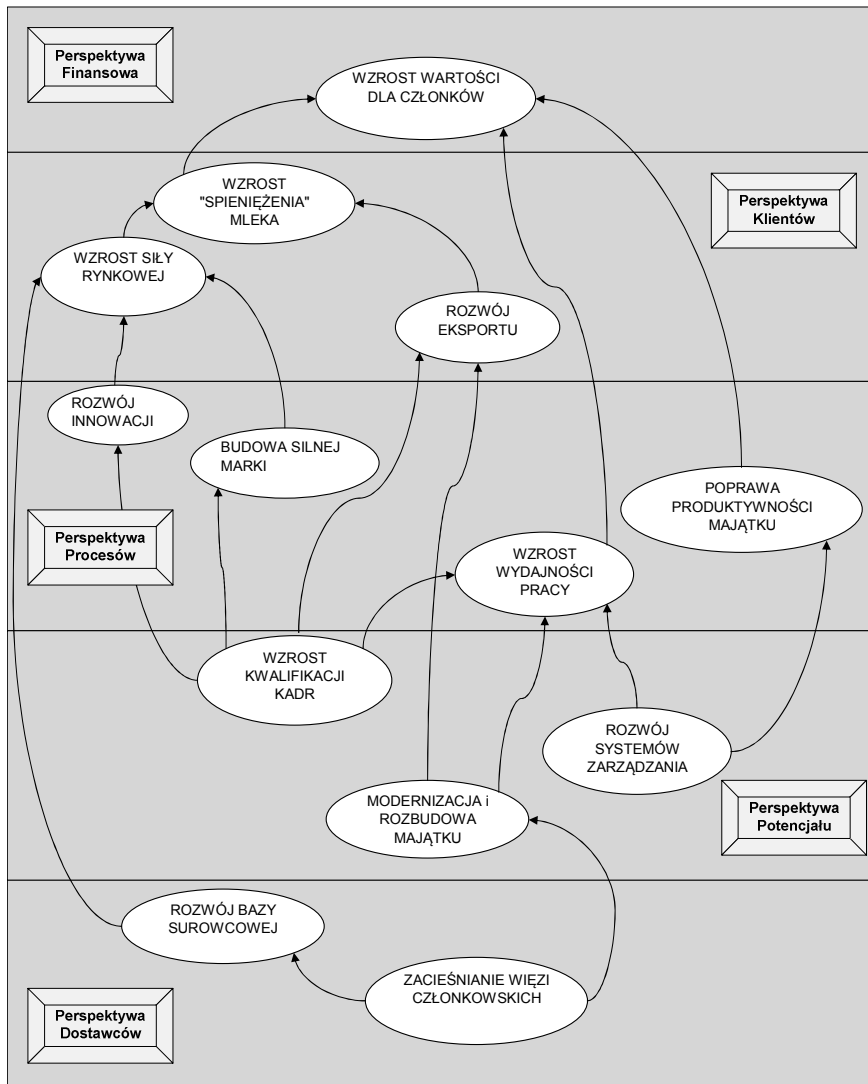 Perspektywa
Finansowa
WZROST WARTOŚCI
DLA CZŁONKÓW
WZROST
"SPIENIĘŻENIA"
MLEKA
Perspektywa
Klientów
WZROST SIŁY
RYNKOWEJ
ROZWÓJ
EKSPORTU
ROZWÓJ
INNOWACJI
BUDOWA SILNEJ
MARKI
POPRAWA
PRODUKTYWNOŚCI
MAJĄTKU
Perspektywa
Procesów
WZROST
WYDAJNOŚCI
PRACY
WZROST
KWALIFIKACJI
KADR
ROZWÓJ
SYSTEMÓW
ZARZĄDZANIA
MODERNIZACJA i
ROZBUDOWA
MAJĄTKU
Perspektywa
Potencjału
ROZWÓJ BAZY
SUROWCOWEJ
ZACIEŚNIANIE WIĘZI
CZŁONKOWSKICH
Perspektywa
Dostawców